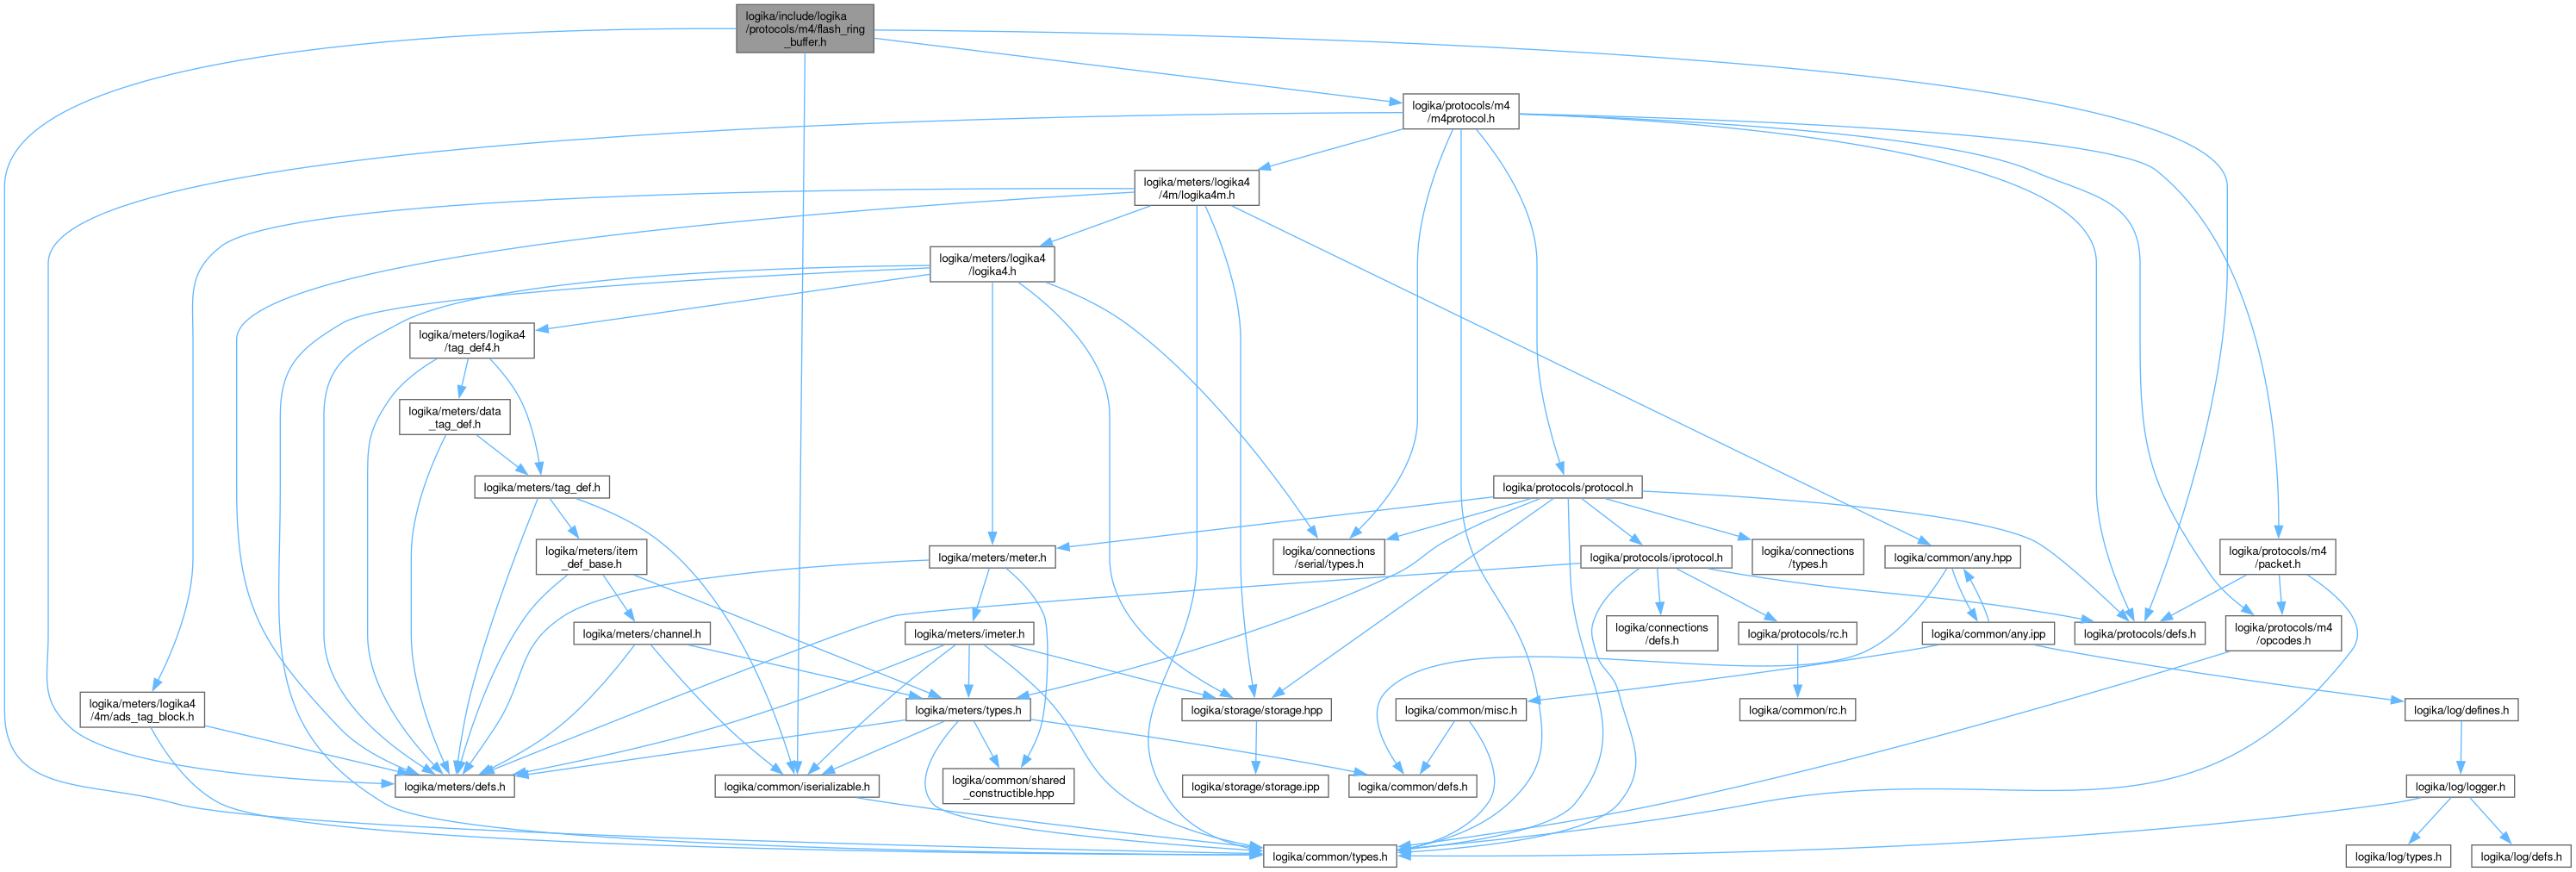 logika/include/logika
/protocols/m4/flash_ring
_buffer.h
logika/protocols/m4
/m4protocol.h
logika/meters/logika4
/4m/logika4m.h
logika/meters/logika4
/logika4.h
logika/meters/logika4
/tag_def4.h
logika/meters/data
_tag_def.h
logika/meters/tag_def.h
logika/protocols/protocol.h
logika/meters/item
_def_base.h
logika/meters/meter.h
logika/connections
/serial/types.h
logika/protocols/iprotocol.h
logika/connections
/types.h
logika/common/any.hpp
logika/protocols/m4
/packet.h
logika/meters/channel.h
logika/meters/imeter.h
logika/connections
/defs.h
logika/protocols/rc.h
logika/common/any.ipp
logika/protocols/defs.h
logika/protocols/m4
/opcodes.h
logika/meters/logika4
/4m/ads_tag_block.h
logika/meters/types.h
logika/storage/storage.hpp
logika/common/misc.h
logika/common/rc.h
logika/log/defines.h
logika/meters/defs.h
logika/common/iserializable.h
logika/common/shared
_constructible.hpp
logika/storage/storage.ipp
logika/common/defs.h
logika/log/logger.h
logika/common/types.h
logika/log/types.h
logika/log/defs.h